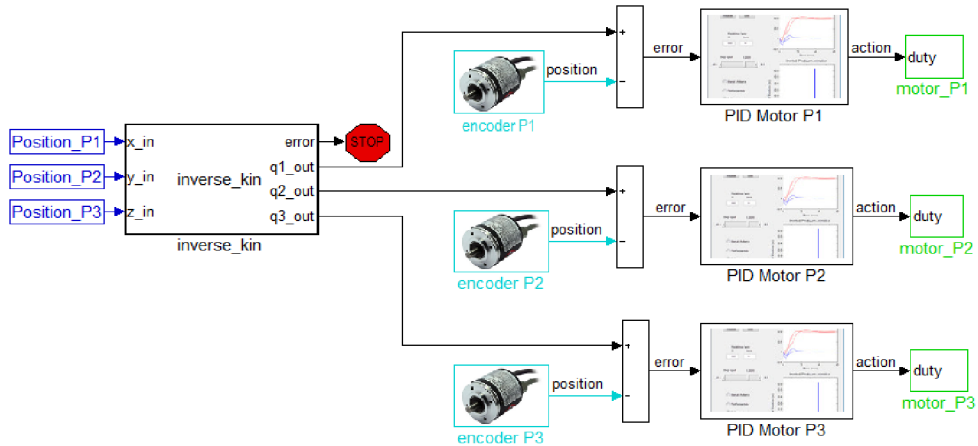 Position_P1
Position_P2
Position_P3
x_in
y_in
z_in
inverse_kin
error
q1_out
q2_out
q3_out
inverse_kin
STOP
position
encoder P1
+
−
error
PID Motor P1
action
duty
motor_P1
position
encoder P2
+
−
error
PID Motor P2
action
duty
motor_P2
position
encoder P3
+
−
error
PID Motor P3
action
duty
motor_P3